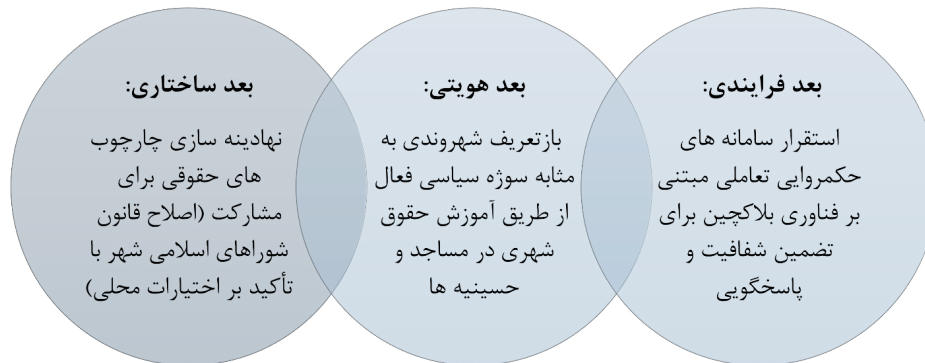 بعد فرایندی:
استقرار سامانه های
حکمروایی تعاملی مبتنی
بر فناوری بلاکچین برای
تضمین شفافیت و
پاسخگویی
بعد هویتی:
بازتعریف شهروندی به
مثابه سوژه سیاسی فعال
از طریق آموزش حقوق
شهری در مساجد و
حسینیه ها
بعد ساختاری:
نهادینه سازی چارچوب
های حقوقی برای
مشارکت (اصلاح قانون
شوراهای اسلامی شهر با
تأکید بر اختیارات محلی)